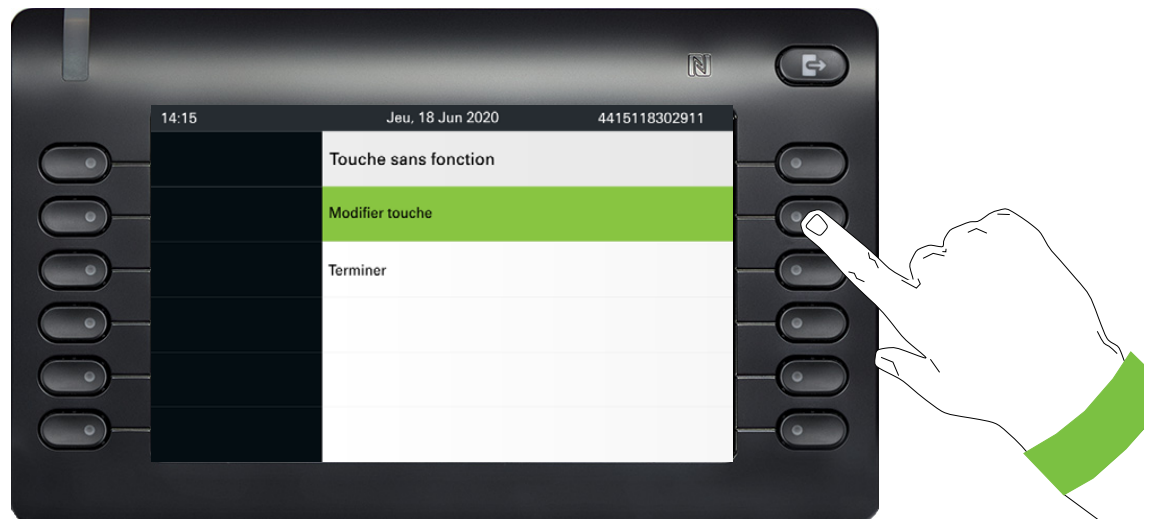 14:15 Jeu, 18 Jun 2020 4415118302911
Touche sans fonction
Modifier touche
Terminer